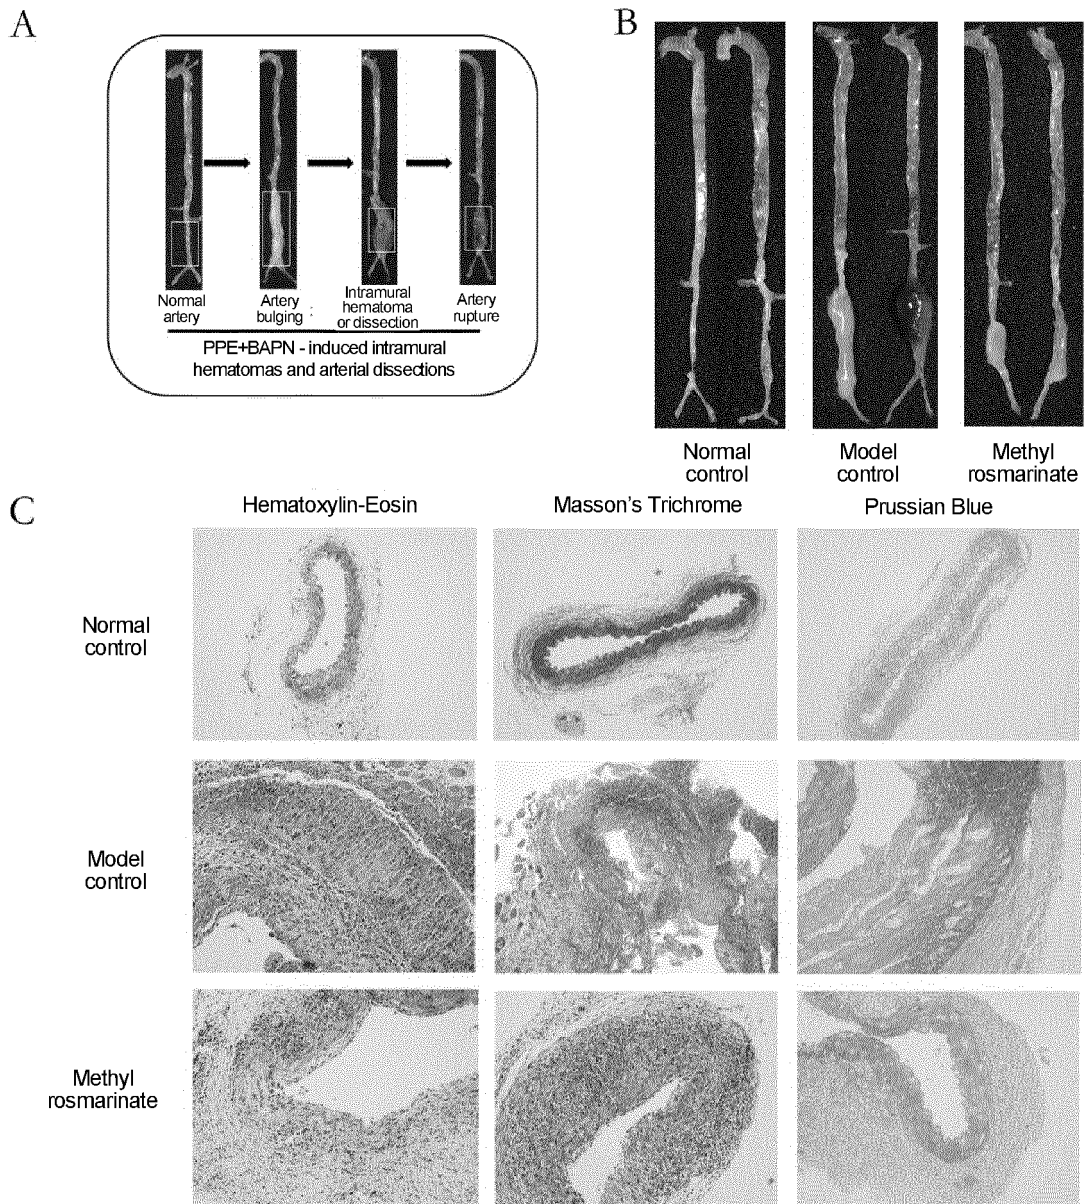 A
B
Normal
artery
Artery
bulging
:
Intramural
hematoma
or dissection
Artery
rupture
PPE+BAPN - induced intramural
hematomas and arterial dissections
Normal
control
Model
control
Methyl
rosmarinate
C
Hematoxylin-Eosin
Masson's Trichrome
Prussian Blue
Normal
control
Model
control
Methyl
rosmarinate